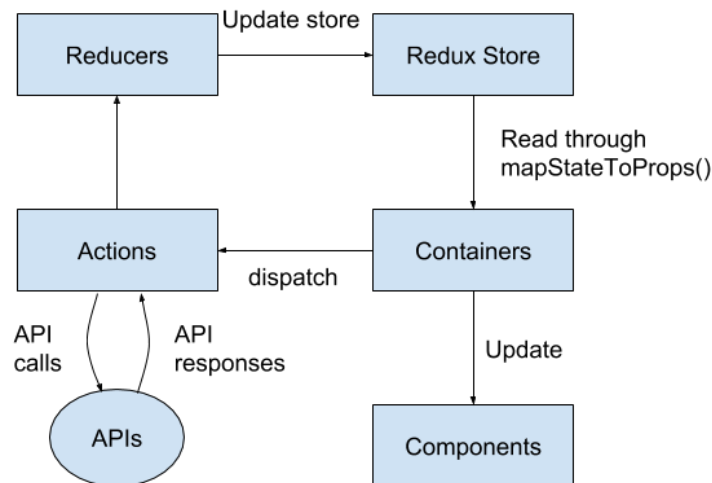 Update store
Reducers
Redux Store
Read through
mapStateToProps()
Actions
Containers
dispatch
API
calls
API
responses
Update
APIs
Components